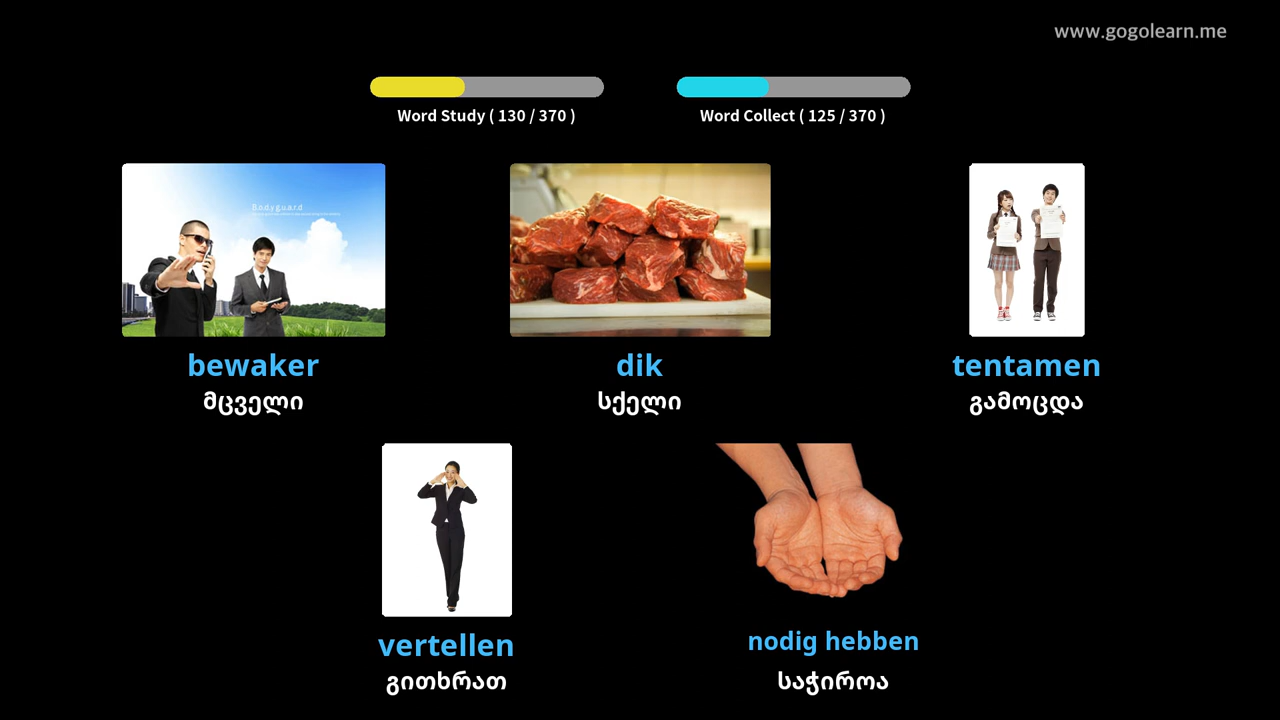 www.gogolearn.me
Word Study ( 130 / 370 )
Word Collect ( 125 / 370 )
Bodyguard
bewaker
მცველი
dik
სქელი
tentamen
გამოცდა
vertellen
გითხრათ
nodig hebben
საჭიროა